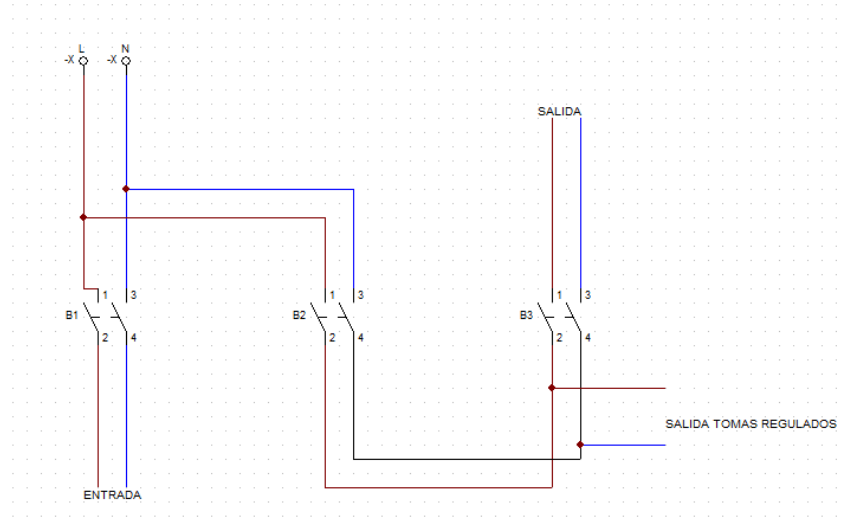 L N
-X -X
SALIDA
1 3 1 3 1 3
B1 B2 B3
2 4 2 4 2 4
SALIDA TOMAS REGULADOS
ENTRADA